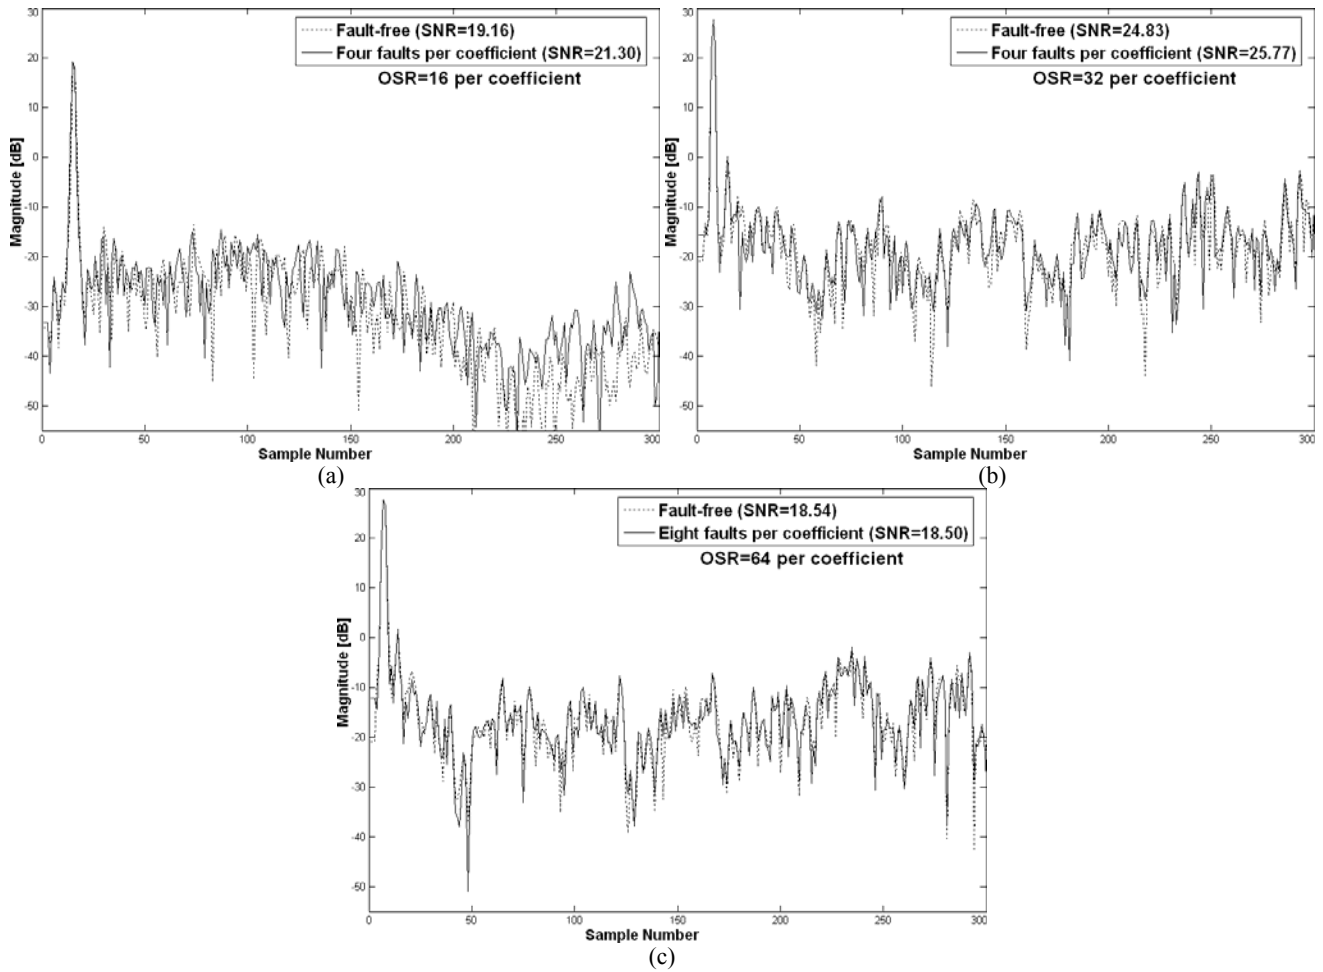 Fault-free (SNR=19.16)
Four faults per coefficient (SNR=21.30)
OSR=16 per coefficient
Magnitude [dB]
30
20
10
0
-10
-20
-30
-40
-50
0 50 100 150 200 250 300
Sample Number
(a)
Fault-free (SNR=24.83)
Four faults per coefficient (SNR=25.77)
OSR=32 per coefficient
Magnitude [dB]
30
20
10
0
-10
-20
-30
-40
-50
0 50 100 150 200 250 300
Sample Number
(b)
Fault-free (SNR=18.54)
Eight faults per coefficient (SNR=18.50)
OSR=64 per coefficient
Magnitude [dB]
30
20
10
0
-10
-20
-30
-40
-50
0 50 100 150 200 250 300
Sample Number
(c)